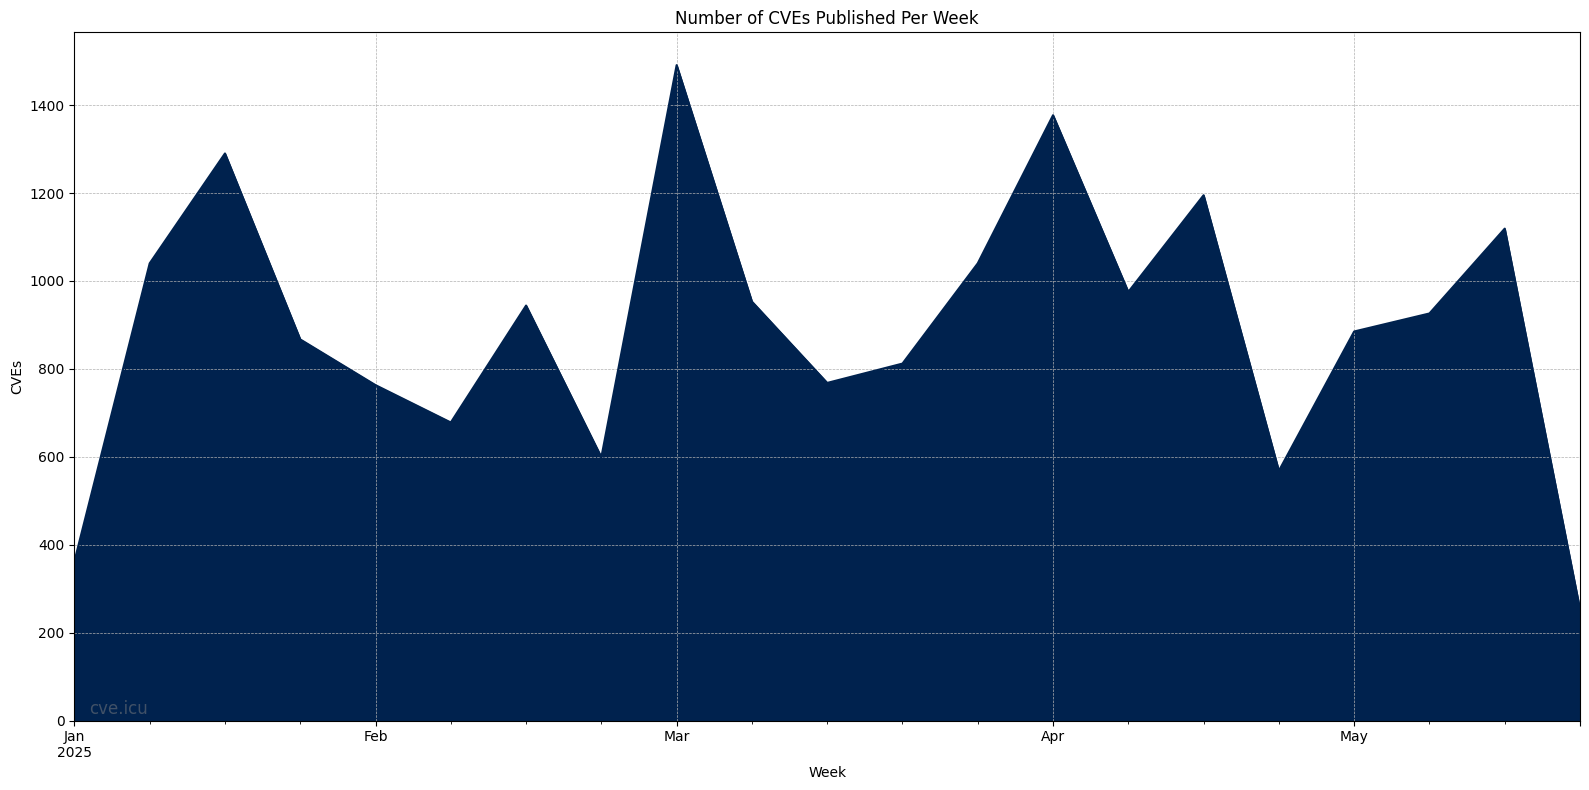 Number of CVEs Published Per Week
1400
1200
1000
800
600
400
200
0
CVEs
cve.icu
Jan Feb Mar Apr May
2025
Week